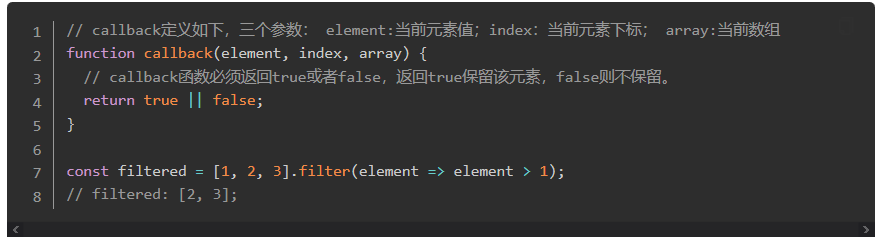 1 // callback定义如下，三个参数： element:当前元素值；index：当前元素下标； array:当前数组
2 function callback(element, index, array) {
3 // callback函数必须返回true或者false，返回true保留该元素，false则不保留。
4 return true || false;
5 }
6
7 const filtered = [1, 2, 3].filter(element => element > 1);
8 // filtered: [2, 3];